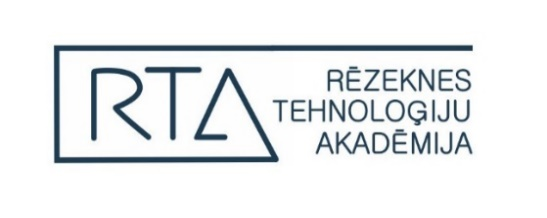 RTA
RĒZEKNES
TEHNOLOĢIJU
AKADĒMIJA